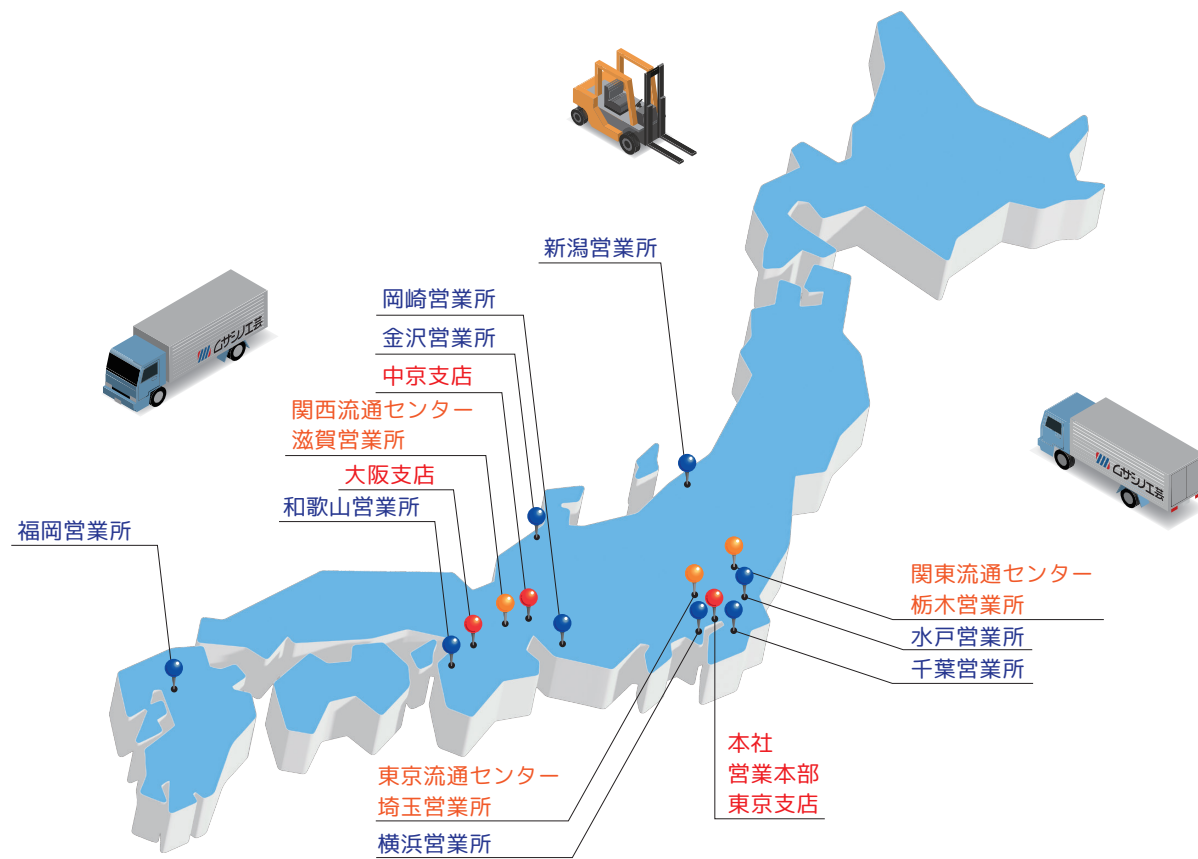 新潟営業所
岡崎営業所
金沢営業所
中京支店
関西流通センター
滋賀営業所
大阪支店
和歌山営業所
福岡営業所
ムサシノ工芸
ムサシノ工芸
関東流通センター
栃木営業所
水戸営業所
千葉営業所
本社
営業本部
東京支店
東京流通センター
埼玉営業所
横浜営業所